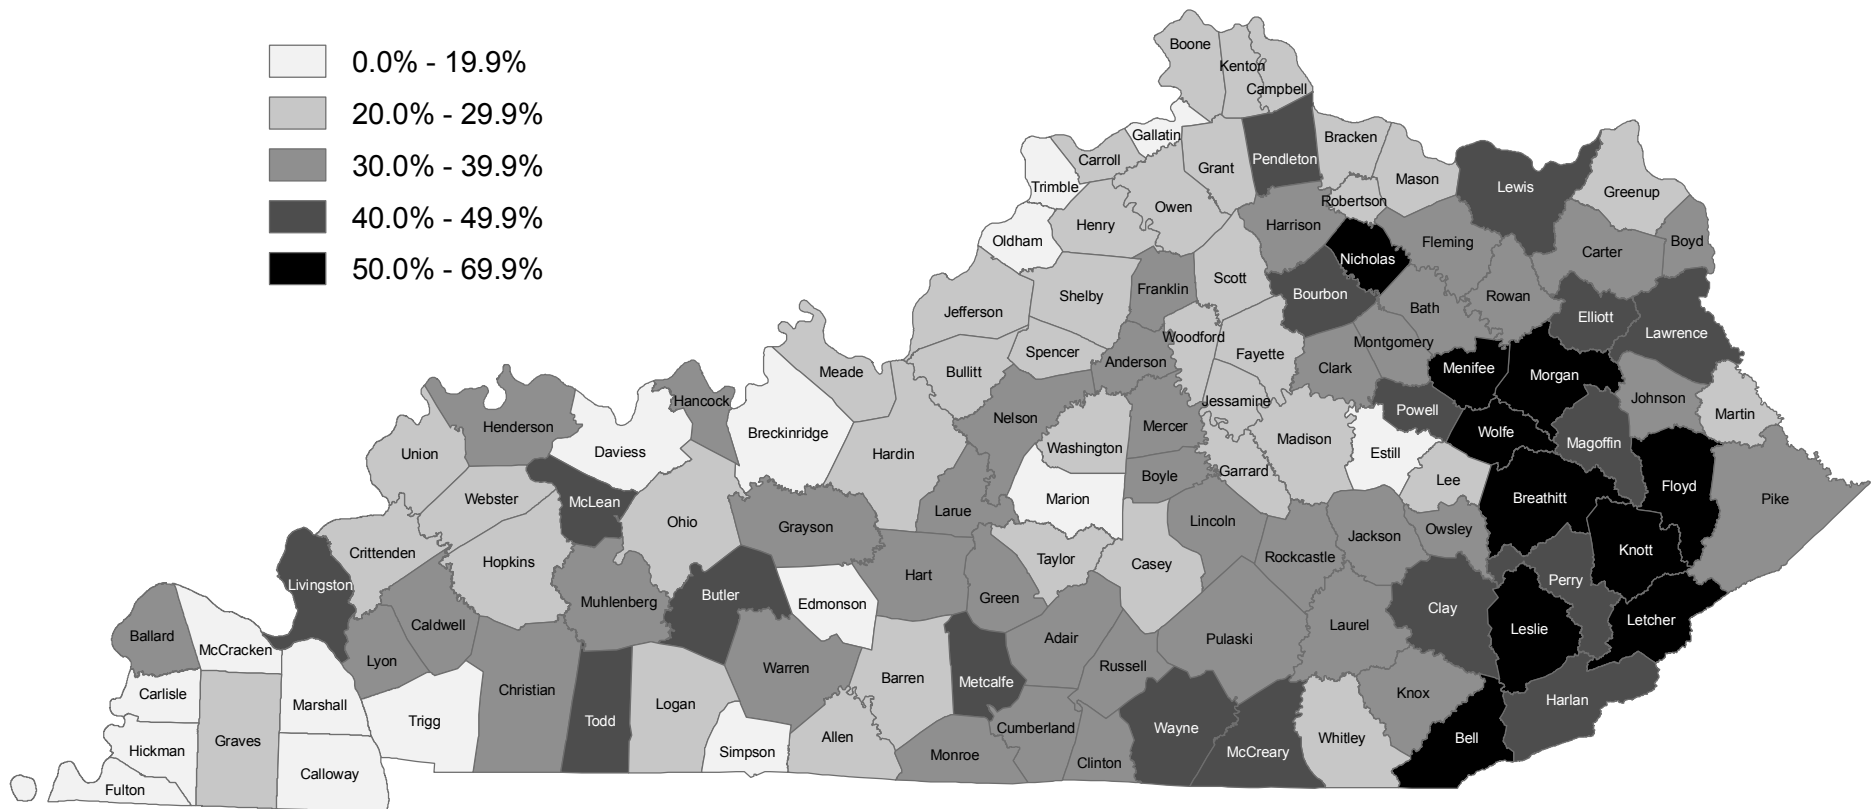 0.0% - 19.9%
20.0% - 29.9%
30.0% - 39.9%
40.0% - 49.9%
50.0% - 69.9%
Boone
Kenton
Campbell
Gallatin
Carroll
Grant
Pendleton
Bracken
Mason
Lewis
Greenup
Trimble
Owen
Robertson
Henry
Harrison
Fleming
Carter
Boyd
Oldham
Nicholas
Scott
Franklin
Shelby
Bourbon
Rowan
Bath
Elliott
Lawrence
Jefferson
Woodford
Fayette
Montgomery
Spencer
Anderson
Clark
Menifee
Morgan
Meade
Bullitt
Johnson
Martin
Hancock
Jessamine
Powell
Nelson
Mercer
Wolfe
Magoffin
Henderson
Breckinridge
Washington
Madison
Estill
Union
Daviess
Hardin
Garrard
Lee
Boyle
Floyd
Webster
McLean
Marion
Breathitt
Pike
Larue
Ohio
Grayson
Lincoln
Owsley
Jackson
Crittenden
Hopkins
Taylor
Casey
Rockcastle
Knott
Hart
Livingston
Butler
Edmonson
Green
Perry
Muhlenberg
Clay
Ballard
Caldwell
Adair
Pulaski
Laurel
Leslie
Letcher
McCracken
Lyon
Warren
Russell
Barren
Metcalfe
Carlisle
Christian
Knox
Harlan
Marshall
Trigg
Todd
Logan
Cumberland
Wayne
Graves
Allen
Whitley
Bell
Hickman
Simpson
Monroe
McCreary
Clinton
Calloway
Fulton